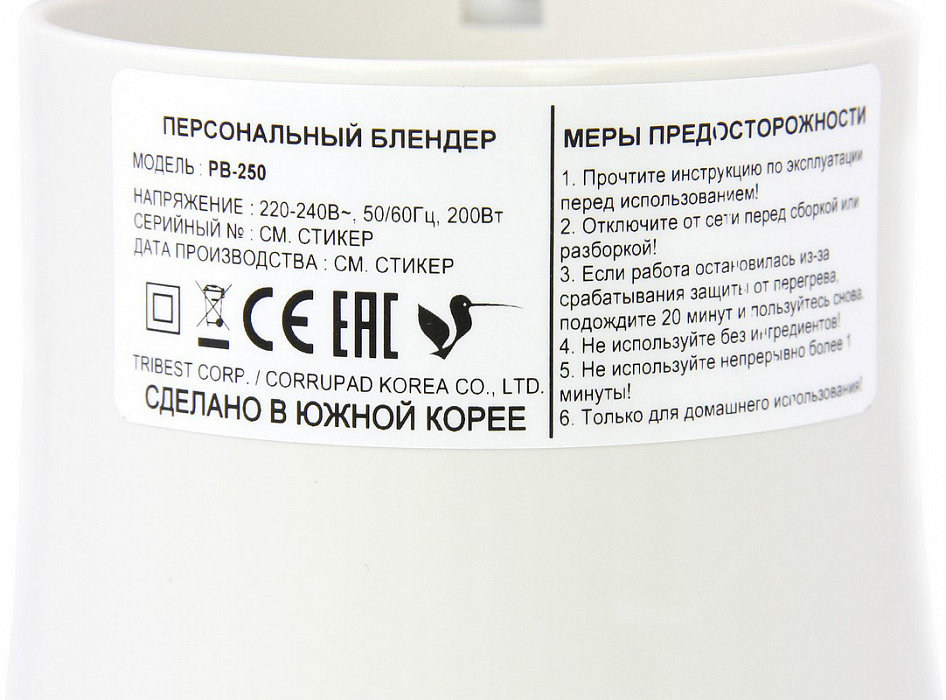 ПЕРСОНАЛЬНЫЙ БЛЕНДЕР
МОДЕЛЬ : PB-250
НАПРЯЖЕНИЕ : 220-240В~, 50/60Гц, 200Вт
СЕРИЙНЫЙ № : СМ. СТИКЕР
ДАТА ПРОИЗВОДСТВА : СМ. СТИКЕР
CE EAC
TRIBEST CORP. / CORRUPAD KOREA CO., LTD.
СДЕЛАНО В ЮЖНОЙ КОРЕЕ
МЕРЫ ПРЕДОСТОРОЖНОСТИ
1. Прочтите инструкцию по эксплуатации
перед использованием!
2. Отключите от сети перед сборкой или
разборкой!
3. Если работа остановилась из-за
срабатывания защиты от перегрева,
подождите 20 минут и пользуйтесь снова.
4. Не используйте без ингредиентов!
5. Не используйте непрерывно более 1
минуты!
6. Только для домашнего использования!